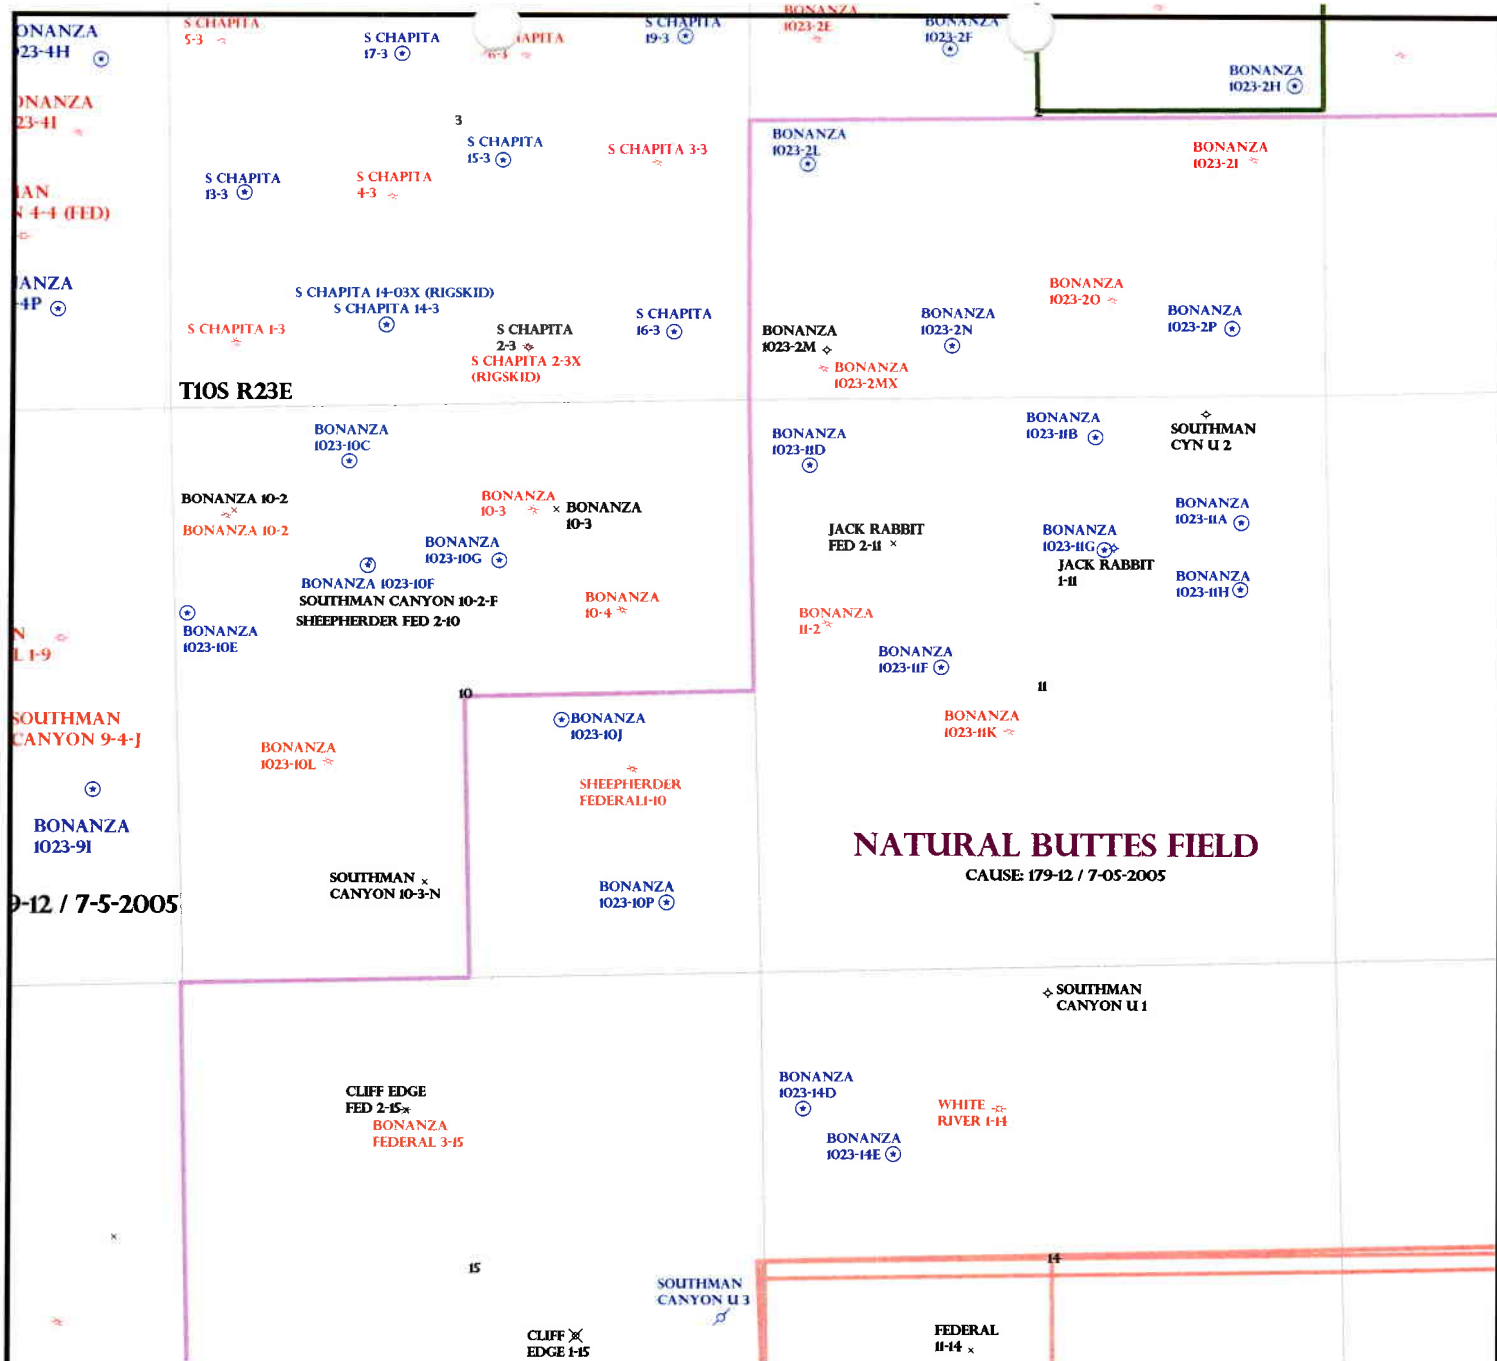 ONANZA
23-4H
S CHAPITA
5-3
S CHAPITA
17-3
APITA
6-3
S CHAPITA
19-3
BONANZA
1023-2E
BONANZA
1023-2F
BONANZA
1023-2H
ONANZA
23-4I
3
S CHAPITA
15-3
S CHAPITA 3-3
2
BONANZA
1023-2L
BONANZA
1023-2I
IAN
N 4-4 (FED)
S CHAPITA
13-3
S CHAPITA
4-3
ANZA
-4P
S CHAPITA 14-03X (RIGSKID)
S CHAPITA 14-3
S CHAPITA 1-3
S CHAPITA
2-3
S CHAPITA 2-3X
(RIGSKID)
S CHAPITA
16-3
BONANZA
1023-2M
BONANZA
1023-2MX
BONANZA
1023-2N
BONANZA
1023-2O
BONANZA
1023-2P
T10S R23E
BONANZA
1023-10C
BONANZA
1023-11D
BONANZA
1023-11B
SOUTHMAN
CYN U 2
BONANZA 10-2
BONANZA 10-2
BONANZA
10-3
BONANZA
10-3
BONANZA
1023-10G
JACK RABBIT
FED 2-11
BONANZA
1023-11G
JACK RABBIT
1-11
BONANZA
1023-11A
BONANZA
1023-11H
BONANZA 1023-10F
SOUTHMAN CANYON 10-2-F
SHEEPHERDER FED 2-10
BONANZA
10-4
BONANZA
11-2
N
L 1-9
BONANZA
1023-10E
BONANZA
1023-11F
10
11
SOUTHMAN
CANYON 9-4-J
BONANZA
1023-10L
BONANZA
1023-10J
BONANZA
1023-11K
SHEEPHERDER
FEDERAL1-10
BONANZA
1023-9I
NATURAL BUTTES FIELD
CAUSE: 179-12 / 7-05-2005
SOUTHMAN
CANYON 10-3-N
BONANZA
1023-10P
9-12 / 7-5-2005
SOUTHMAN
CANYON U 1
CLIFF EDGE
FED 2-15
BONANZA
FEDERAL 3-15
BONANZA
1023-14D
WHITE
RIVER 1-14
BONANZA
1023-14E
15
14
SOUTHMAN
CANYON U 3
CLIFF
EDGE 1-15
FEDERAL
11-14